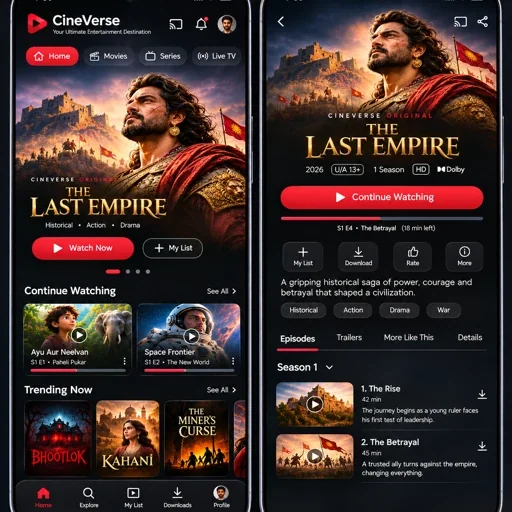 CineVerse
Your Ultimate Entertainment Destination
Home
Movies
Series
Live TV
CINEVERSE ORIGINAL
THE
LAST EMPIRE
Historical • Action • Drama
Watch Now
My List
Continue Watching
See All
Ayu Aur Neelvan
S1 E1 • Paheli Pukar
Space Frontier
S1 E2 • The New World
Trending Now
See All
BHOOTLOK
KAHANI
THE
MINER'S
CURSE
Home
Explore
My List
Downloads
Profile
CINEVERSE ORIGINAL
THE
LAST EMPIRE
2026 U/A 13+ 1 Season HD Dolby
Continue Watching
S1 E4 • The Betrayal (18 min left)
My List
Download
Rate
More
A gripping historical saga of power, courage and
betrayal that shaped a civilization.
Historical
Action
Drama
War
Episodes
Trailers
More Like This
Details
Season 1
1. The Rise
42 min
The journey begins as a young ruler faces
his first test of leadership.
2. The Betrayal
45 min
A trusted ally turns against the empire,
changing everything.